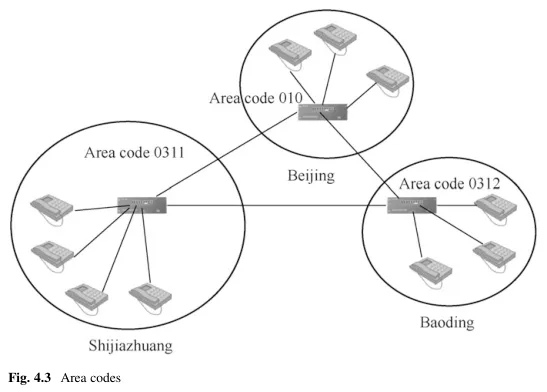 Area code 010
Beijing
Area code 0311
Shijiazhuang
Area code 0312
Baoding
Fig. 4.3 Area codes